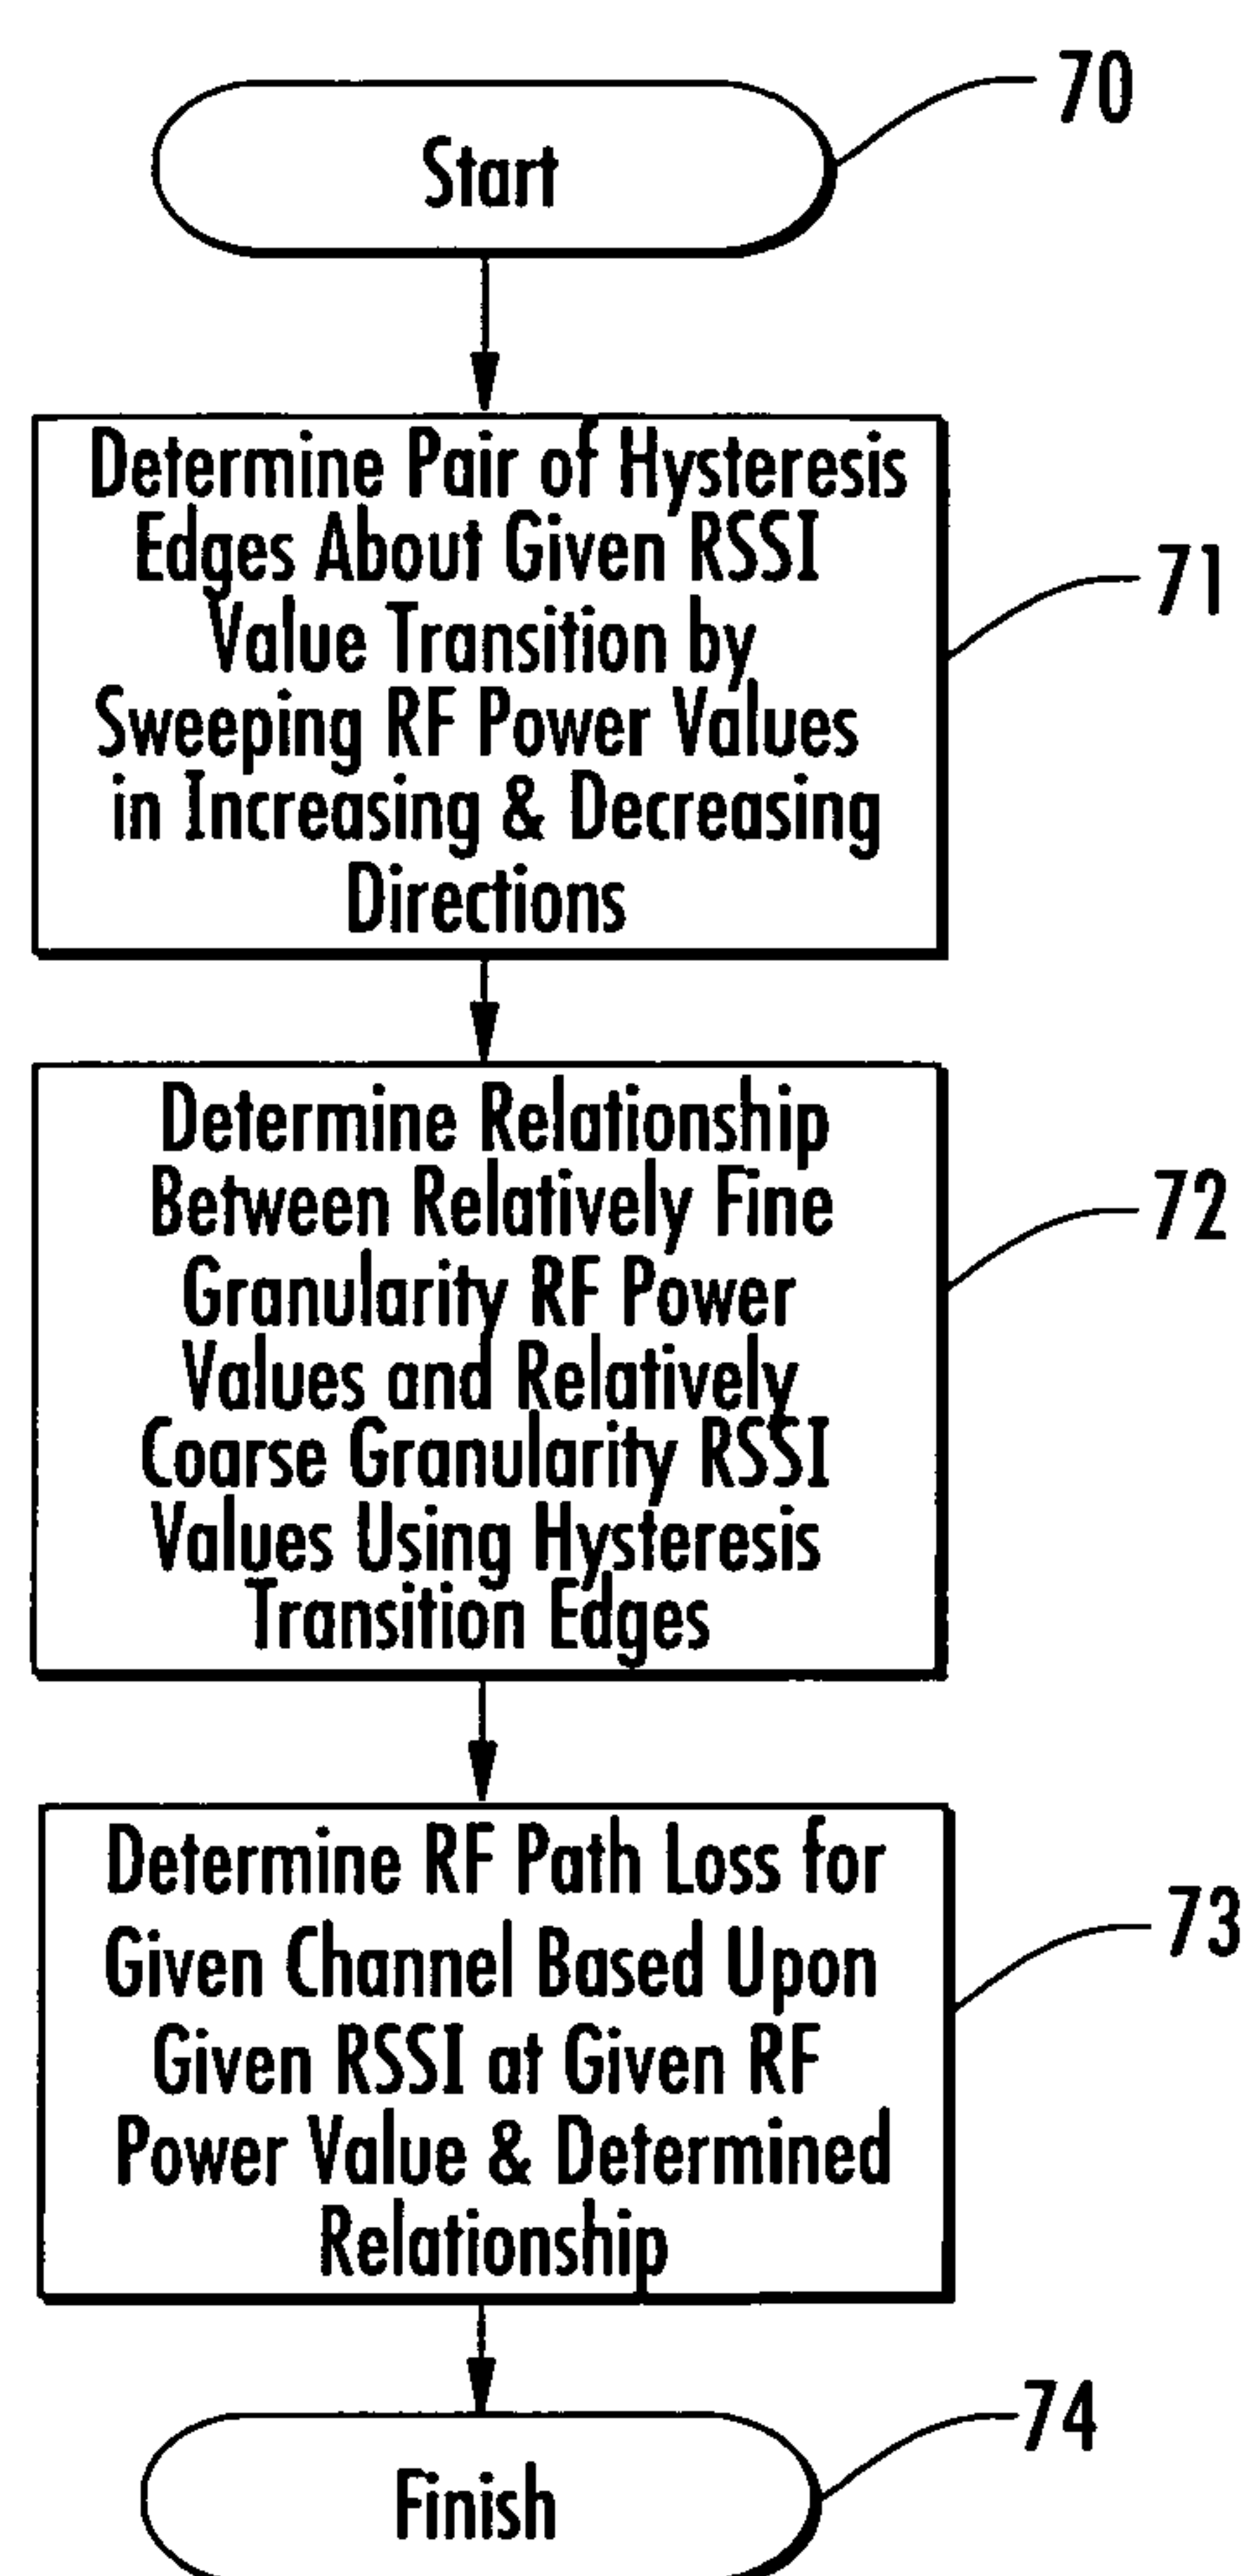 Start
70
Determine Pair of Hysteresis
Edges About Given RSSI
Value Transition by
Sweeping RF Power Values
in Increasing & Decreasing
Directions
71
Determine Relationship
Between Relatively Fine
Granularity RF Power
Values and Relatively
Coarse Granularity RSSI
Values Using Hysteresis
Transition Edges
72
Determine RF Path Loss for
Given Channel Based Upon
Given RSSI at Given RF
Power Value & Determined
Relationship
73
Finish
74